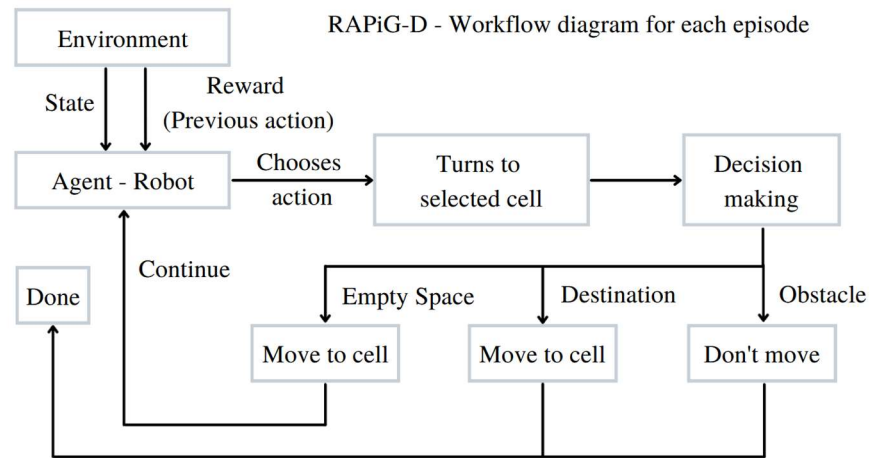 RAPiG-D - Workflow diagram for each episode
Environment
State
Reward
(Previous action)
Agent - Robot
Chooses
action
Turns to
selected cell
Decision
making
Continue
Done
Empty Space
Destination
Obstacle
Move to cell
Move to cell
Don't move